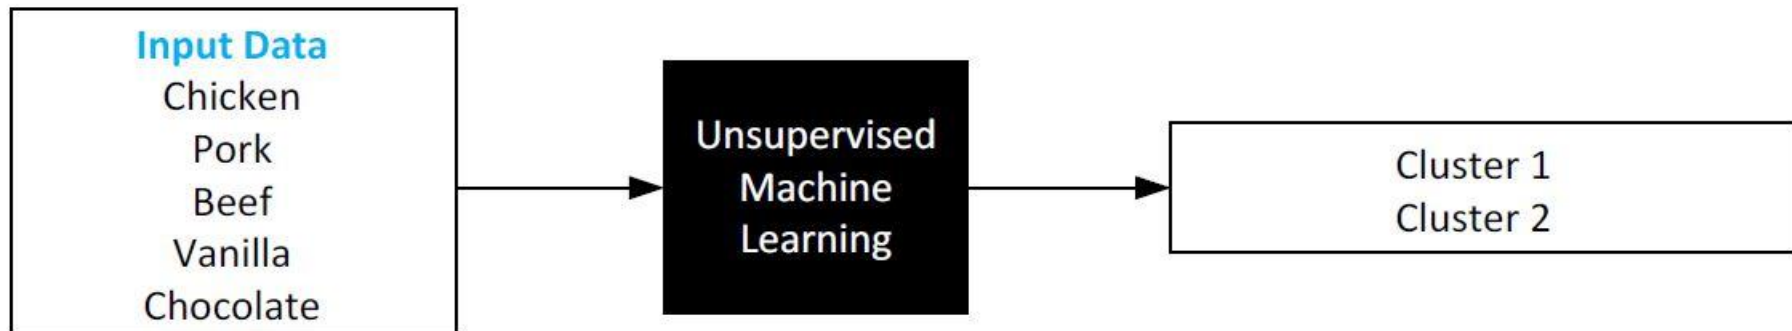 Input Data
Chicken
Pork
Beef
Vanilla
Chocolate
Unsupervised
Machine
Learning
Cluster 1
Cluster 2